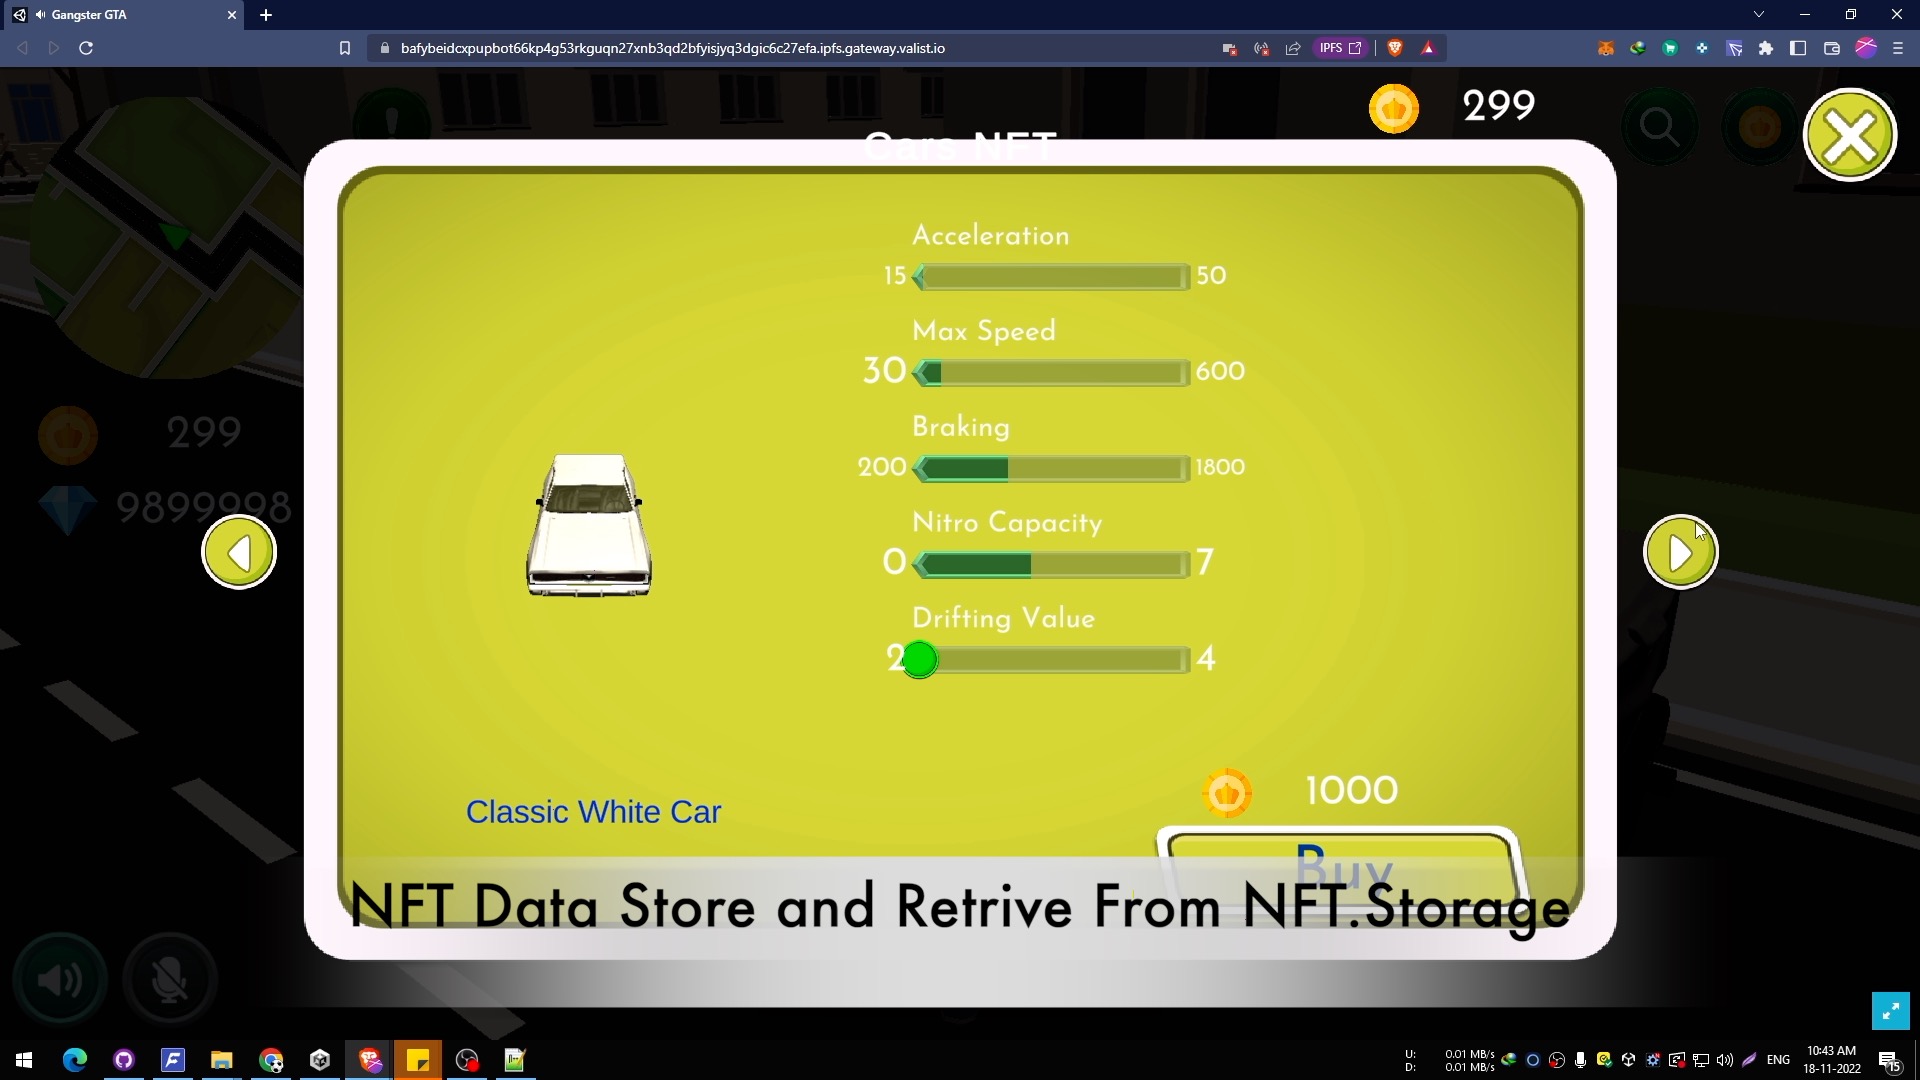 Gangster GTA
bafybeidcxpupbot66kp4g53rkguqn27xnb3qd2bfyisjyq3dgic6c27efa.ipfs.gateway.valist.io
IPFS
299
Cars NFT
Acceleration
15 50
Max Speed
30 600
Braking
200 1800
Nitro Capacity
0 7
Drifting Value
2 4
299
9899998
1000
Classic White Car
Buy
NFT Data Store and Retrive From NFT.Storage
U: 0.01 MB/s
D: 0.01 MB/s
ENG
10:43 AM
18-11-2022
15